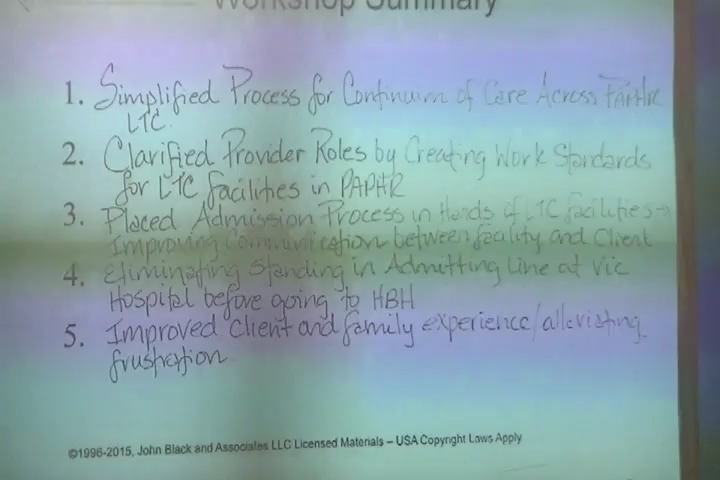 Workshop Summary
1. Simplified Process for Continuum of Care Across PAPHR
LTC.
2. Clarified Provider Roles by Creating Work Standards
for LTC facilities in PAPHR
3. Placed Admission Process in Hands of LTC facilities→
Improving Communication between facility and Client
4. eliminating standing in Admitting Line at Vic
Hospital before going to HBH
5. Improved Client and family experience/alleviating
frustration.
©1996-2015, John Black and Associates LLC Licensed Materials – USA Copyright Laws Apply